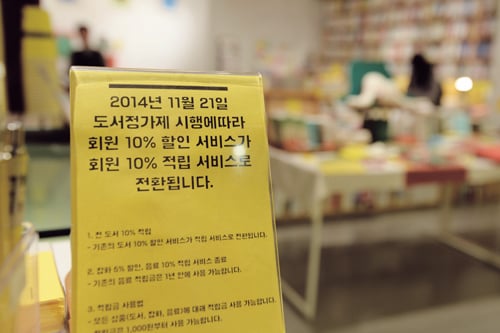 2014년 11월 21일
도서정가제 시행에따라
회원 10% 할인 서비스가
회원 10% 적립 서비스로
전환됩니다.
1. 전 도서 10% 적립
- 기존의 도서 10% 할인 서비스가 적립 서비스로 전환됩니다.
2. 잡화 5% 할인, 음료 10% 적립 서비스 종료
- 기존의 음료 적립금은 1년 안에 사용 가능합니다.
3. 적립금 사용법
- 모든 상품(도서, 잡화, 음료)에 대해 적립금 사용 가능합니다.
- 적립금은 1,000원부터 사용 가능합니다.